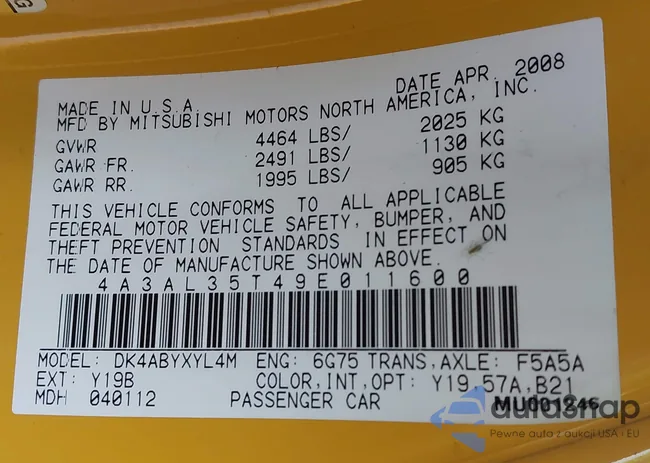 G
DATE APR. 2008
MADE IN U.S.A.
MFD BY MITSUBISHI MOTORS NORTH AMERICA, INC.
GVWR 4464 LBS/ 2025 KG
GAWR FR. 2491 LBS/ 1130 KG
GAWR RR. 1995 LBS/ 905 KG
THIS VEHICLE CONFORMS TO ALL APPLICABLE
FEDERAL MOTOR VEHICLE SAFETY, BUMPER, AND
THEFT PREVENTION STANDARDS IN EFFECT ON
THE DATE OF MANUFACTURE SHOWN ABOVE.
4A3AL35T49E011600
MODEL: DK4ABYXYL4M ENG: 6G75 TRANS,AXLE: F5A5A
EXT: Y19B COLOR,INT,OPT: Y19,57A,B21
MDH 040112 PASSENGER CAR MU001246
autosnap
Pewne auta z aukcji USA i EU